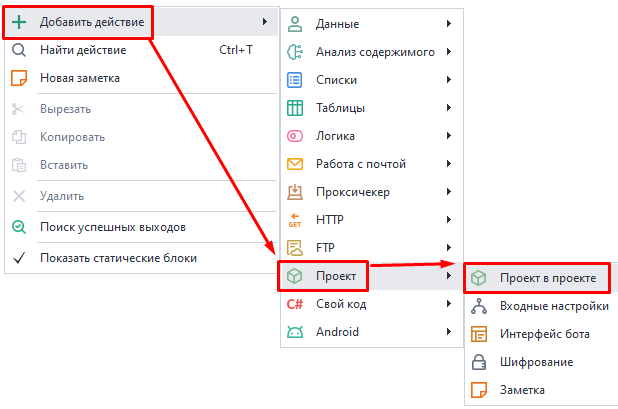 Добавить действие
Найти действие Ctrl+T
Новая заметка
Вырезать
Копировать
Вставить
Удалить
Поиск успешных выходов
Показать статические блоки
Данные
Анализ содержимого
Списки
Таблицы
Логика
Работа с почтой
Проксичекер
GET HTTP
FTP
Проект
C# Свой код
Android
Проект в проекте
Входные настройки
Интерфейс бота
Шифрование
Заметка